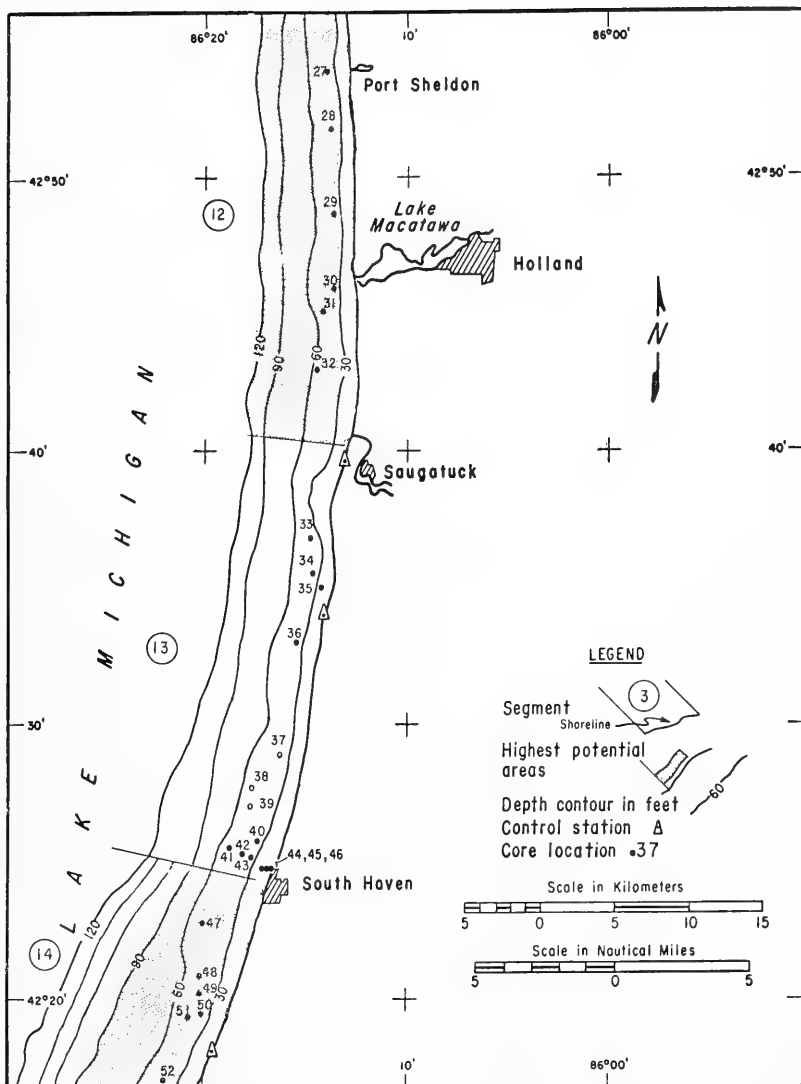 86°20'
10'
86°00'
27
Port Sheldon
28
42°50'
42°50'
12
29
Lake
Macatawa
Holland
30
31
N
120
90
60
32
30
LAKE MICHIGAN
40'
40'
Saugatuck
33
34
35
36
13
LEGEND
Segment
3
Shoreline
30'
Highest potential
areas
37
38
60
39
Depth contour in feet
Control station
40
Core location 37
41
42
43
44,45,46
South Haven
Scale in Kilometers
5 0 5 10 15
47
120
90
Scale in Nautical Miles
5 0 5
14
48
60
49
30
42°20'
50
51
52
10'
86°00'